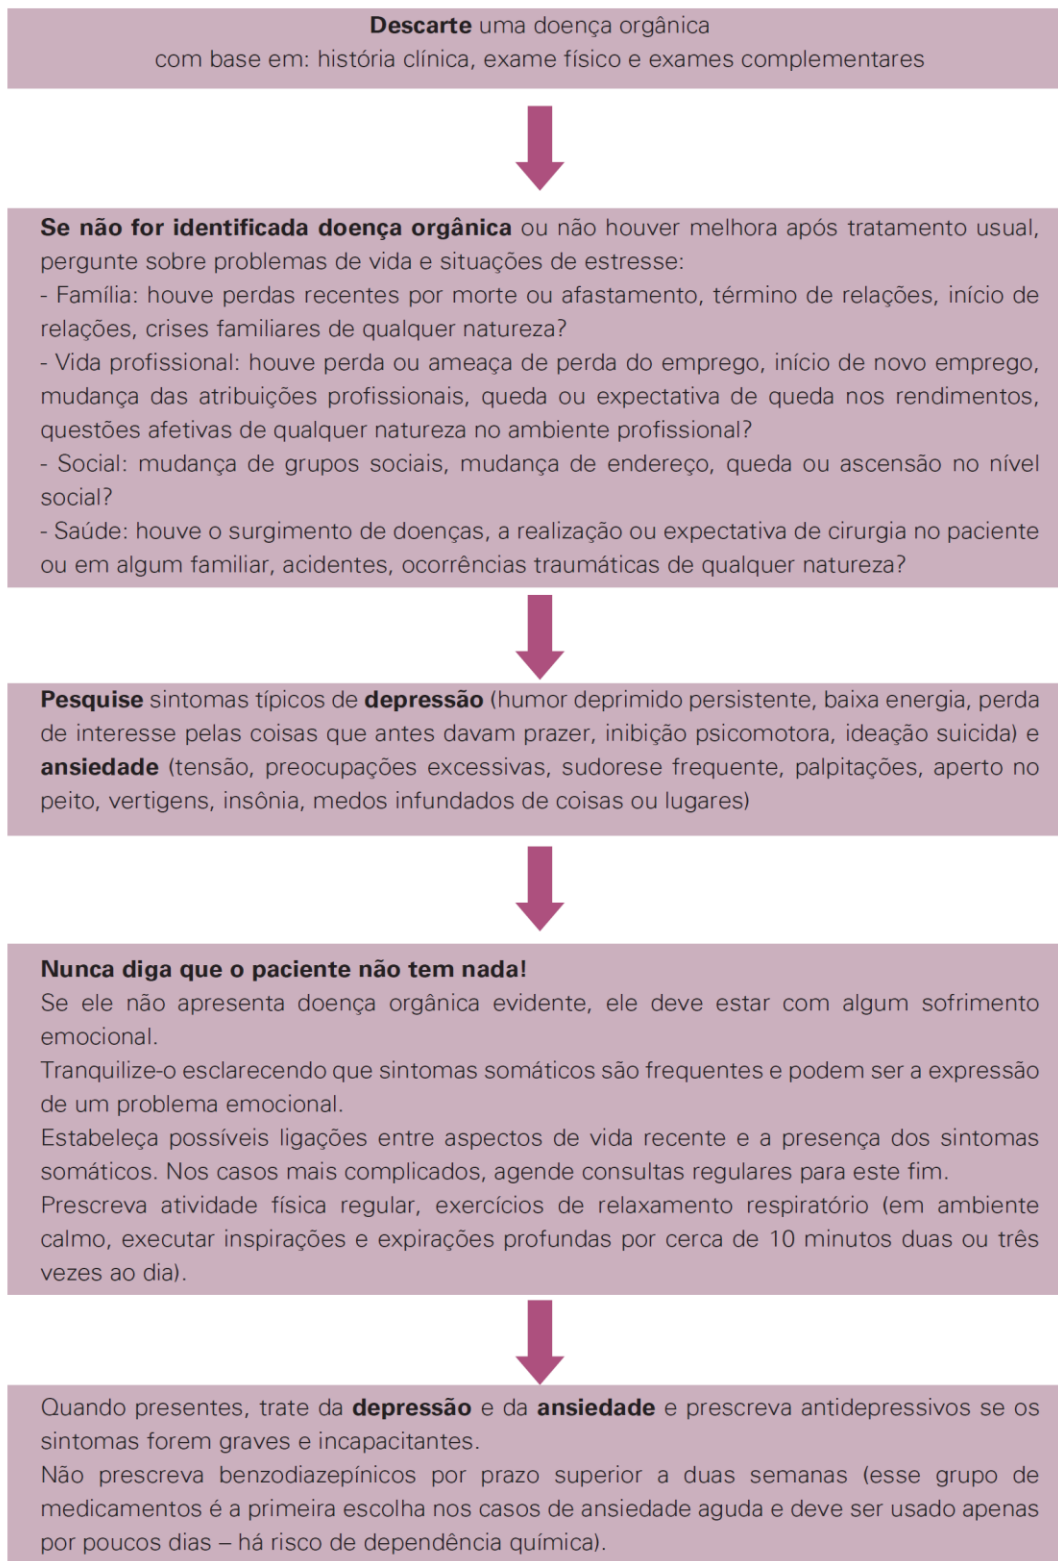 Descarte uma doença orgânica
com base em: história clínica, exame físico e exames complementares
Se não for identificada doença orgânica ou não houver melhora após tratamento usual,
pergunte sobre problemas de vida e situações de estresse:
- Família: houve perdas recentes por morte ou afastamento, término de relações, início de
relações, crises familiares de qualquer natureza?
- Vida profissional: houve perda ou ameaça de perda do emprego, início de novo emprego,
mudança das atribuições profissionais, queda ou expectativa de queda nos rendimentos,
questões afetivas de qualquer natureza no ambiente profissional?
- Social: mudança de grupos sociais, mudança de endereço, queda ou ascensão no nível
social?
- Saúde: houve o surgimento de doenças, a realização ou expectativa de cirurgia no paciente
ou em algum familiar, acidentes, ocorrências traumáticas de qualquer natureza?
Pesquise sintomas típicos de depressão (humor deprimido persistente, baixa energia, perda
de interesse pelas coisas que antes davam prazer, inibição psicomotora, ideação suicida) e
ansiedade (tensão, preocupações excessivas, sudorese frequente, palpitações, aperto no
peito, vertigens, insônia, medos infundados de coisas ou lugares)
Nunca diga que o paciente não tem nada!
Se ele não apresenta doença orgânica evidente, ele deve estar com algum sofrimento
emocional.
Tranquilize-o esclarecendo que sintomas somáticos são frequentes e podem ser a expressão
de um problema emocional.
Estabeleça possíveis ligações entre aspectos de vida recente e a presença dos sintomas
somáticos. Nos casos mais complicados, agende consultas regulares para este fim.
Prescreva atividade física regular, exercícios de relaxamento respiratório (em ambiente
calmo, executar inspirações e expirações profundas por cerca de 10 minutos duas ou três
vezes ao dia).
Quando presentes, trate da depressão e da ansiedade e prescreva antidepressivos se os
sintomas forem graves e incapacitantes.
Não prescreva benzodiazepínicos por prazo superior a duas semanas (esse grupo de
medicamentos é a primeira escolha nos casos de ansiedade aguda e deve ser usado apenas
por poucos dias – há risco de dependência química).